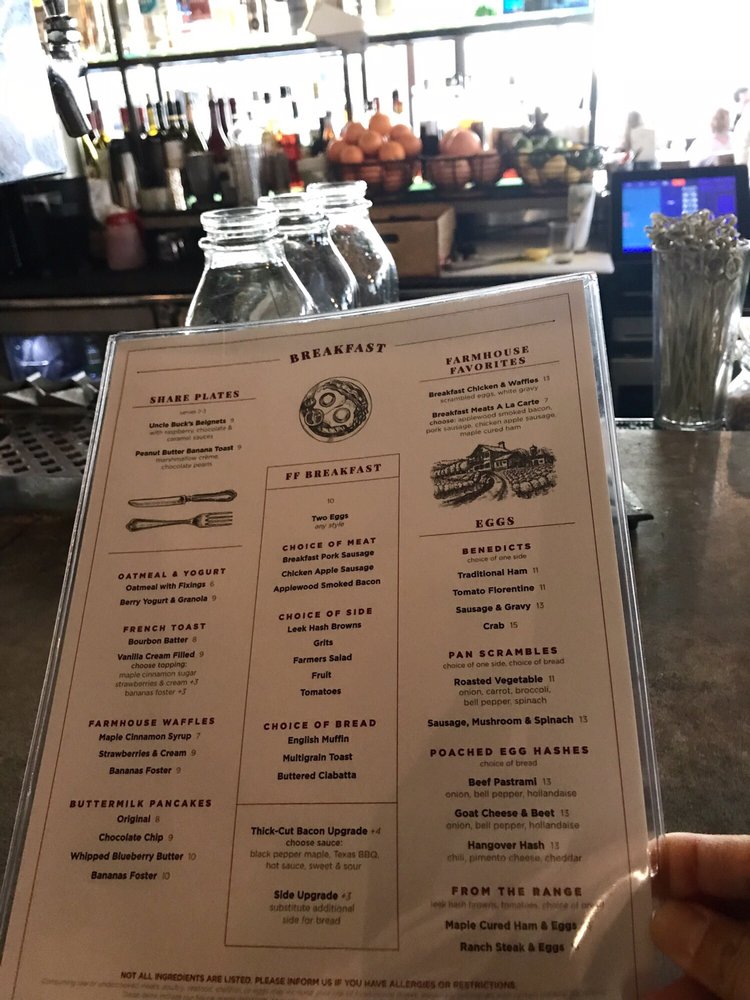 BREAKFAST
SHARE PLATES
serves 2-3
Uncle Buck's Beignets 9
with raspberry, chocolate &
caramel sauces
Peanut Butter Banana Toast 9
marshmallow crème,
chocolate pearls
OATMEAL & YOGURT
Oatmeal with Fixings 6
Berry Yogurt & Granola 9
FRENCH TOAST
Bourbon Batter 8
Vanilla Cream Filled 9
choose topping:
maple cinnamon sugar
strawberries & cream +3
bananas foster +3
FARMHOUSE WAFFLES
Maple Cinnamon Syrup 7
Strawberries & Cream 9
Bananas Foster 9
BUTTERMILK PANCAKES
Original 8
Chocolate Chip 9
Whipped Blueberry Butter 10
Bananas Foster 10
FF BREAKFAST
10
Two Eggs
any style
CHOICE OF MEAT
Breakfast Pork Sausage
Chicken Apple Sausage
Applewood Smoked Bacon
CHOICE OF SIDE
Leek Hash Browns
Grits
Farmers Salad
Fruit
Tomatoes
CHOICE OF BREAD
English Muffin
Multigrain Toast
Buttered Ciabatta
Thick-Cut Bacon Upgrade +4
choose sauce:
black pepper maple, Texas BBQ,
hot sauce, sweet & sour
Side Upgrade +3
substitute additional
side for bread
FARMHOUSE
FAVORITES
Breakfast Chicken & Waffles 13
scrambled eggs, white gravy
Breakfast Meats A La Carte 7
choose: applewood smoked bacon,
pork sausage, chicken apple sausage,
maple cured ham
EGGS
BENEDICTS
choice of one side
Traditional Ham 11
Tomato Florentine 11
Sausage & Gravy 13
Crab 15
PAN SCRAMBLES
choice of one side, choice of bread
Roasted Vegetable 11
onion, carrot, broccoli,
bell pepper, spinach
Sausage, Mushroom & Spinach 13
POACHED EGG HASHES
choice of bread
Beef Pastrami 13
onion, bell pepper, hollandaise
Goat Cheese & Beet 13
onion, bell pepper, hollandaise
Hangover Hash 13
chili, pimento cheese, cheddar
FROM THE RANGE
leek hash browns, tomatoes, choice of
Maple Cured Ham & Eggs
Ranch Steak & Eggs
NOT ALL INGREDIENTS ARE LISTED. PLEASE INFORM US IF YOU HAVE ALLERGIES OR RESTRICTIONS.